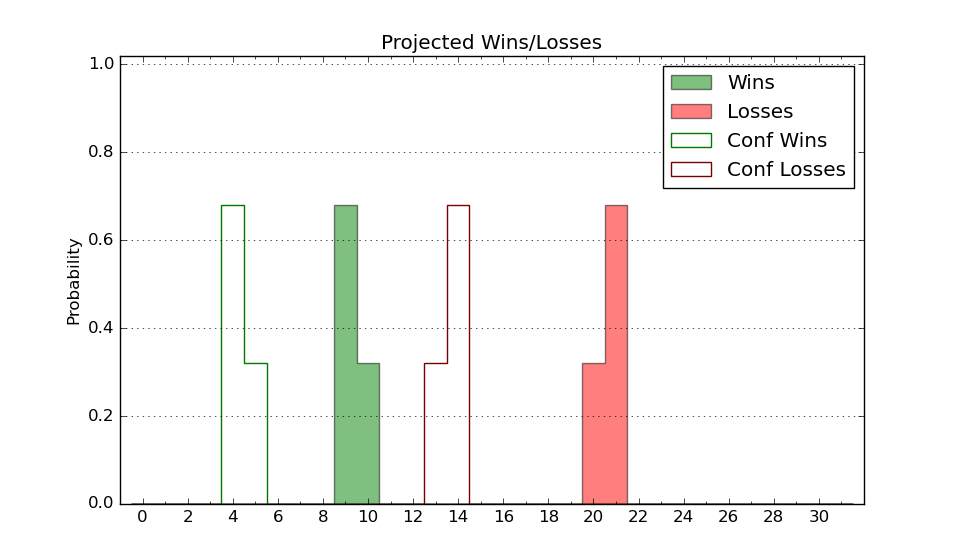 Projected Wins/Losses
1.0
0.8
0.6
0.4
0.2
0.0
Probability
Wins
Losses
Conf Wins
Conf Losses
0 2 4 6 8 10 12 14 16 18 20 22 24 26 28 30